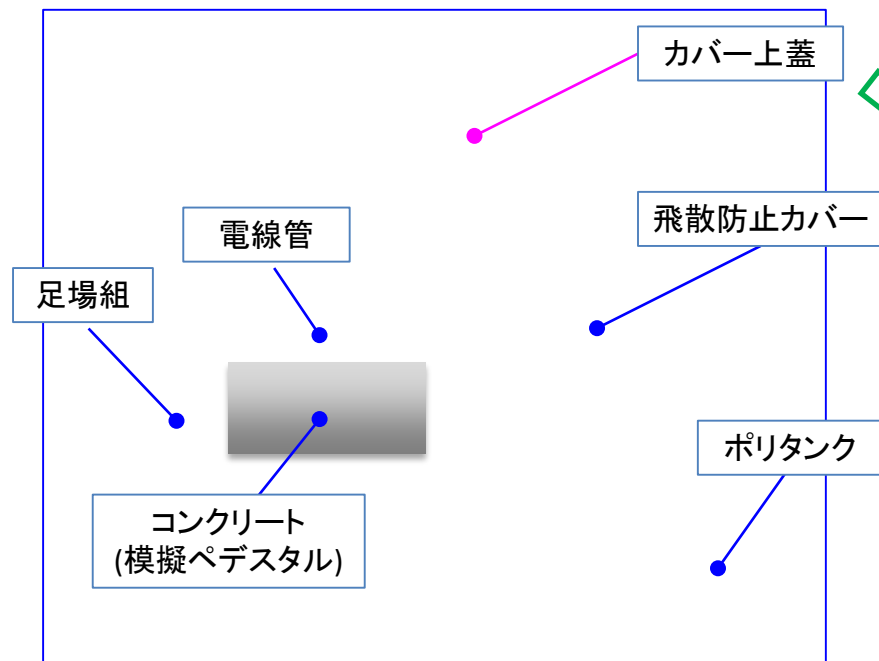 カバー上蓋
飛散防止カバー
電線管
足場組
ポリタンク
コンクリート
(模擬ペデスタル)